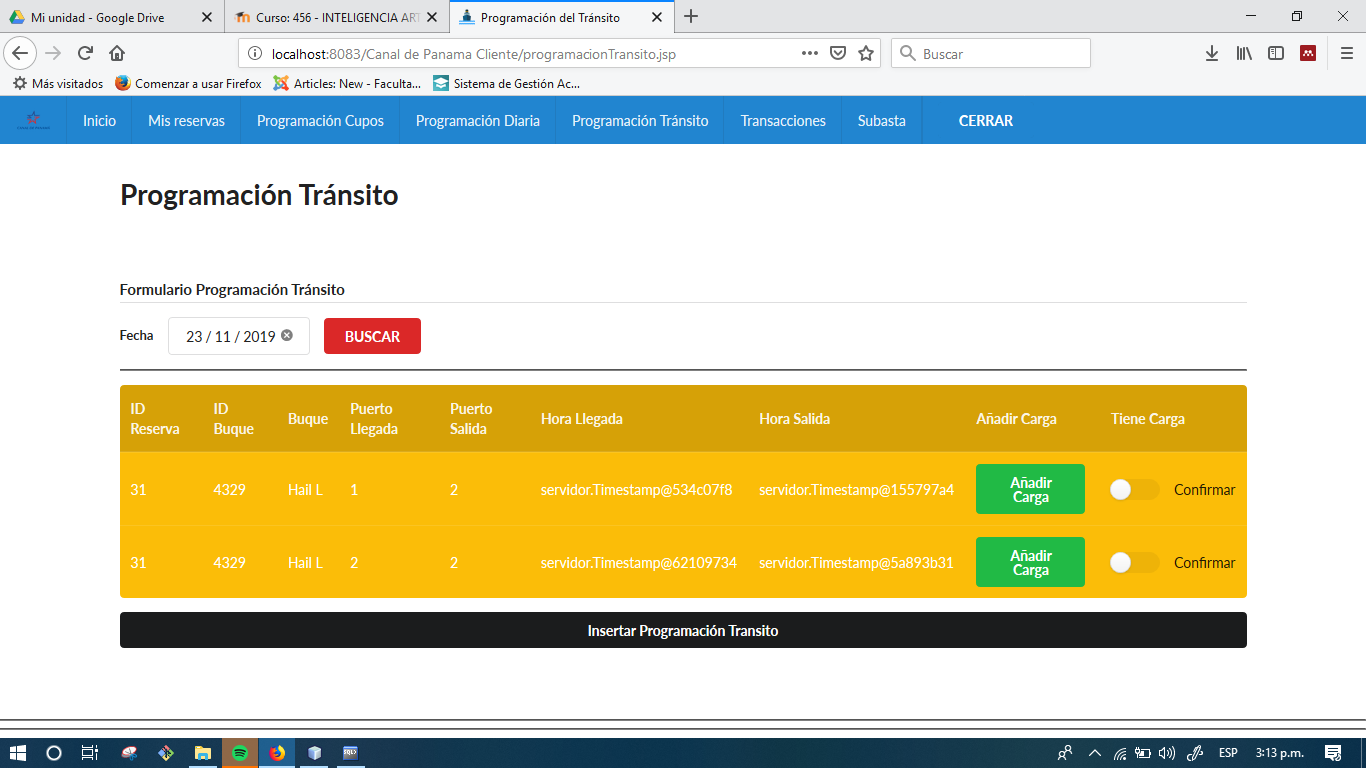 Mi unidad - Google Drive
Curso: 456 - INTELIGENCIA ART
Programación del Tránsito
localhost:8083/Canal de Panama Cliente/programacionTransito.jsp
Buscar
Más visitados
Comenzar a usar Firefox
Articles: New - Faculta...
Sistema de Gestión Ac...
Inicio
Mis reservas
Programación Cupos
Programación Diaria
Programación Tránsito
Transacciones
Subasta
CERRAR
Programación Tránsito
Formulario Programación Tránsito
Fecha 23 / 11 / 2019 BUSCAR
ID Reserva ID Buque Buque Puerto Llegada Puerto Salida Hora Llegada Hora Salida Añadir Carga Tiene Carga
31 4329 Hail L 1 2 servidor.Timestamp@534c07f8 servidor.Timestamp@155797a4 Añadir Carga Confirmar
31 4329 Hail L 2 2 servidor.Timestamp@62109734 servidor.Timestamp@5a893b31 Añadir Carga Confirmar
Insertar Programación Transito
ESP 3:13 p.m.